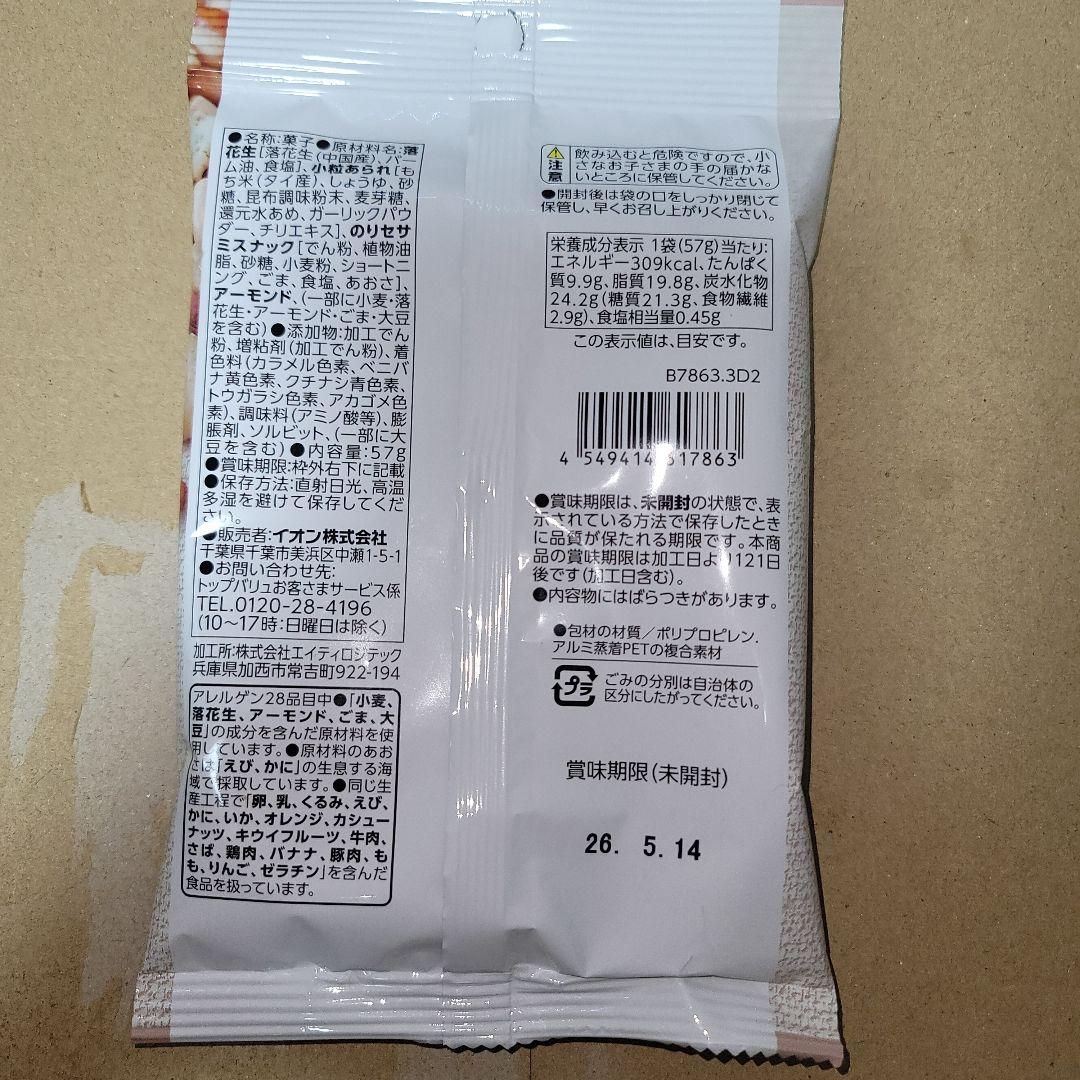 ●名称:菓子●原材料名:落
花生[落花生(中国産)、パー
ム油、食塩]、小粒あられ[も
ち米(タイ産)、しょうゆ、砂
糖、昆布調味粉末、麦芽糖、
還元水あめ、ガーリックパウ
ダー、チリエキス]、のりセサ
ミスナック[でん粉、植物油
脂、砂糖、小麦粉、ショートニ
ング、ごま、食塩、あおさ]、
アーモンド、(一部に小麦・落
花生・アーモンド・ごま・大豆
を含む)●添加物:加工でん
粉、増粘剤(加工でん粉)、着
色料(カラメル色素、ベニバ
ナ黄色素、クチナシ青色素、
トウガラシ色素、アカゴメ色
素)、調味料(アミノ酸等)、膨
脹剤、ソルビット、(一部に大
豆を含む)●内容量:57g
●賞味期限:枠外右下に記載
●保存方法:直射日光、高温
多湿を避けて保存してくだ
さい。
●販売者:イオン株式会社
千葉県千葉市美浜区中瀬1-5-1
●お問い合わせ先:
トップバリュお客さまサービス係
TEL.0120-28-4196
(10〜17時:日曜日は除く)
加工所:株式会社エイティロジテック
兵庫県加西市常吉町922-194
アレルゲン28品目中●「小麦、
落花生、アーモンド、ごま、大
豆」の成分を含んだ原材料を使
用しています。●原材料のあお
さは「えび、かに」の生息する海
域で採取しています。●同じ生
産工程で「卵、乳、くるみ、えび、
かに、いか、オレンジ、カシュー
ナッツ、キウイフルーツ、牛肉、
さば、鶏肉、バナナ、豚肉、も
も、りんご、ゼラチン」を含んだ
食品を扱っています。
注意 飲み込むと危険ですので、小
さなお子さまの手の届かな
いところに保管してください。
●開封後は袋の口をしっかり閉じて
保管し、早くお召し上がりください。
栄養成分表示 1袋(57g)当たり:
エネルギー309kcal、たんぱく
質9.9g、脂質19.8g、炭水化物
24.2g(糖質21.3g、食物繊維
2.9g)、食塩相当量0.45g
この表示値は、目安です。
B7863.3D2
4 549414 617863
●賞味期限は、未開封の状態で、表
示されている方法で保存したとき
に品質が保たれる期限です。本商
品の賞味期限は加工日より121日
後です(加工日含む)。
●内容物にはばらつきがあります。
●包材の材質/ポリプロピレン、
アルミ蒸着PETの複合素材
プラ ごみの分別は自治体の
区分にしたがってください。
賞味期限(未開封)
26. 5.14